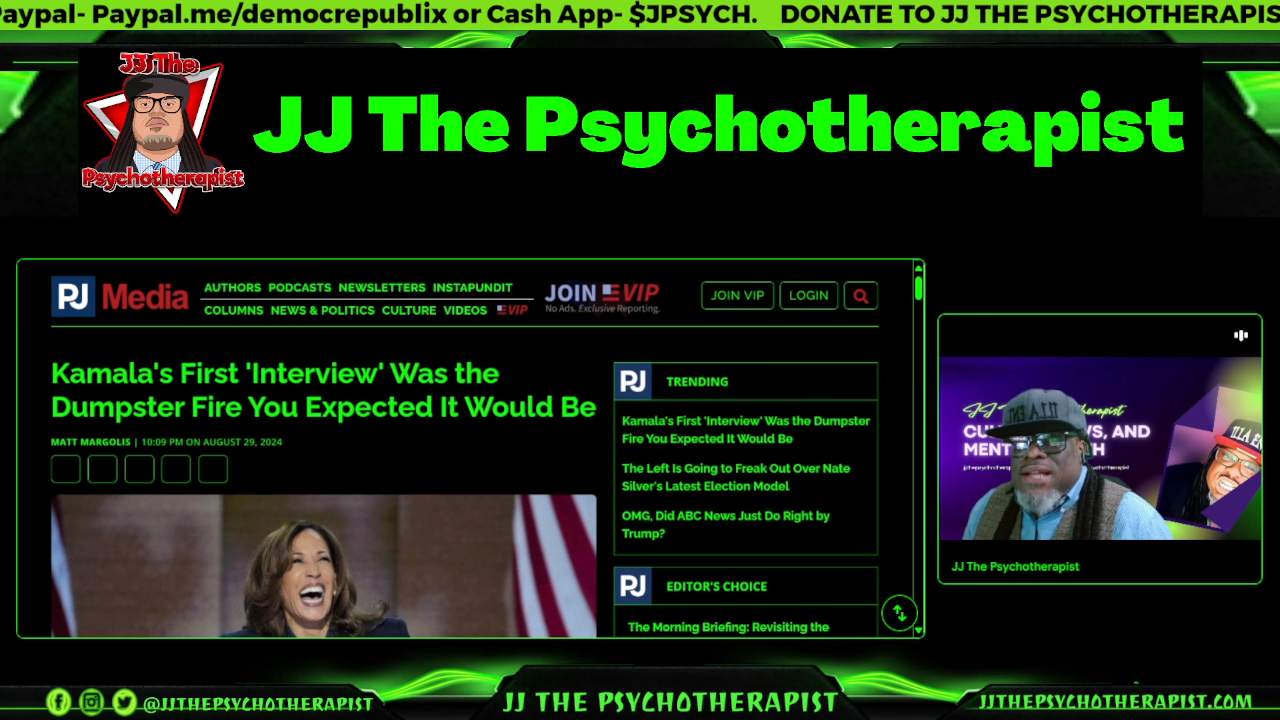 Paypal- Paypal.me/democrepublix or Cash App- $JPSYCH. DONATE TO JJ THE PSYCHOTHERAPIS
JJ The
Psychotherapist
JJ The Psychotherapist
PJ Media
AUTHORS PODCASTS NEWSLETTERS INSTAPUNDIT
COLUMNS NEWS & POLITICS CULTURE VIDEOS VIP
JOIN VIP
No Ads. Exclusive Reporting.
JOIN VIP
LOGIN
Kamala's First 'Interview' Was the
Dumpster Fire You Expected It Would Be
MATT MARGOLIS | 10:09 PM ON AUGUST 29, 2024
PJ TRENDING
Kamala's First 'Interview' Was the Dumpster
Fire You Expected It Would Be
The Left Is Going to Freak Out Over Nate
Silver's Latest Election Model
OMG, Did ABC News Just Do Right by
Trump?
PJ EDITOR'S CHOICE
The Morning Briefing: Revisiting the
JJ The Psychotherapist
@JJTHEPSYCHOTHERAPIST
JJ THE PSYCHOTHERAPIST
JJTHEPSYCHOTHERAPIST.COM